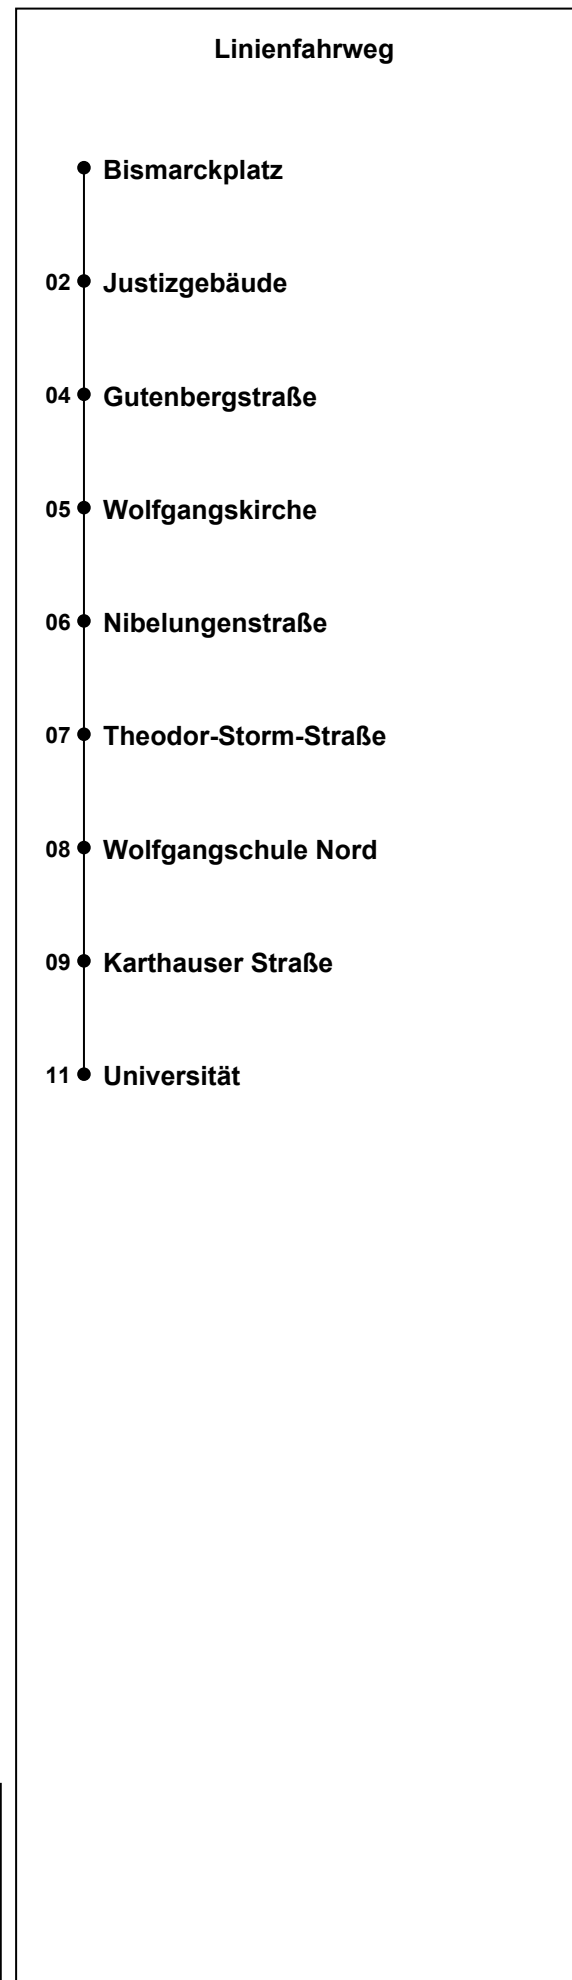 Linienfahrweg
Bismarckplatz
02 Justizgebäude
04 Gutenbergstraße
05 Wolfgangskirche
06 Nibelungenstraße
07 Theodor-Storm-Straße
08 Wolfgangschule Nord
09 Karthauser Straße
11 Universität